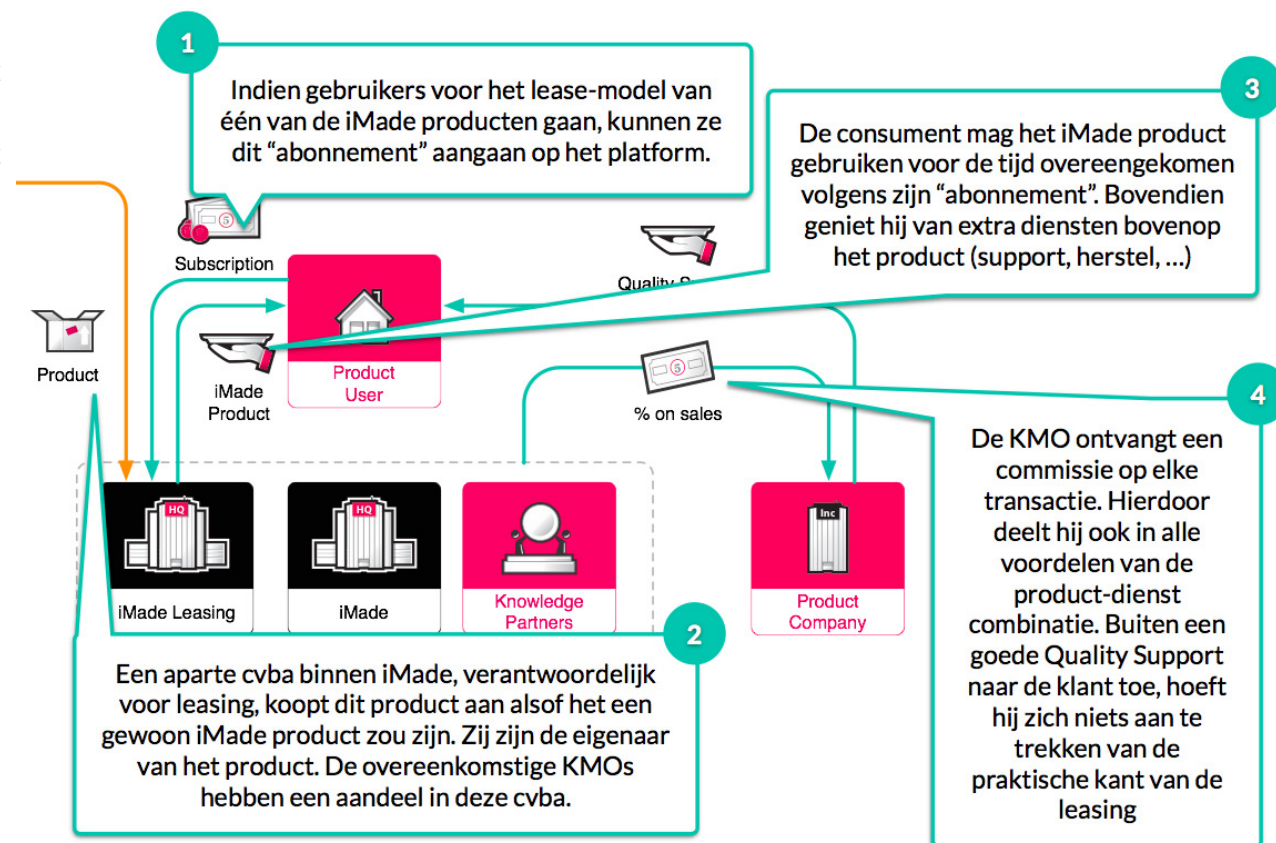 1
Indien gebruikers voor het lease-model van
één van de iMade producten gaan, kunnen ze
dit “abonnement” aangaan op het platform.
3
De consument mag het iMade product
gebruiken voor de tijd overeengekomen
volgens zijn “abonnement”. Bovendien
geniet hij van extra diensten bovenop
het product (support, herstel, ...)
5
Subscription
Quality
Product
iMade
Product
Product
User
5
% on sales
4
De KMO ontvangt een
commissie op elke
transactie. Hierdoor
deelt hij ook in alle
voordelen van de
product-dienst
combinatie. Buiten een
goede Quality Support
naar de klant toe, hoeft
hij zich niets aan te
trekken van de
praktische kant van de
leasing
HQ
iMade Leasing
HQ
iMade
Knowledge
Partners
Inc
Product
Company
2
Een aparte cvba binnen iMade, verantwoordelijk
voor leasing, koopt dit product aan alsof het een
gewoon iMade product zou zijn. Zij zijn de eigenaar
van het product. De overeenkomstige KMOs
hebben een aandeel in deze cvba.